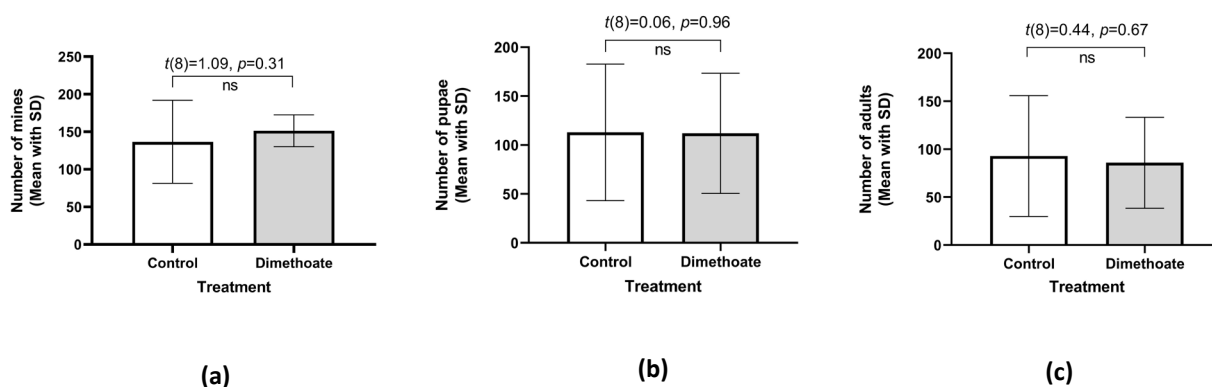 t(8)=1.09, p=0.31
ns
Number of mines
(Mean with SD)
250
200
150
100
50
0
Control
Dimethoate
Treatment
(a)
t(8)=0.06, p=0.96
ns
Number of pupae
(Mean with SD)
200
150
100
50
0
Control
Dimethoate
Treatment
(b)
t(8)=0.44, p=0.67
ns
Number of adults
(Mean with SD)
200
150
100
50
0
Control
Dimethoate
Treatment
(c)